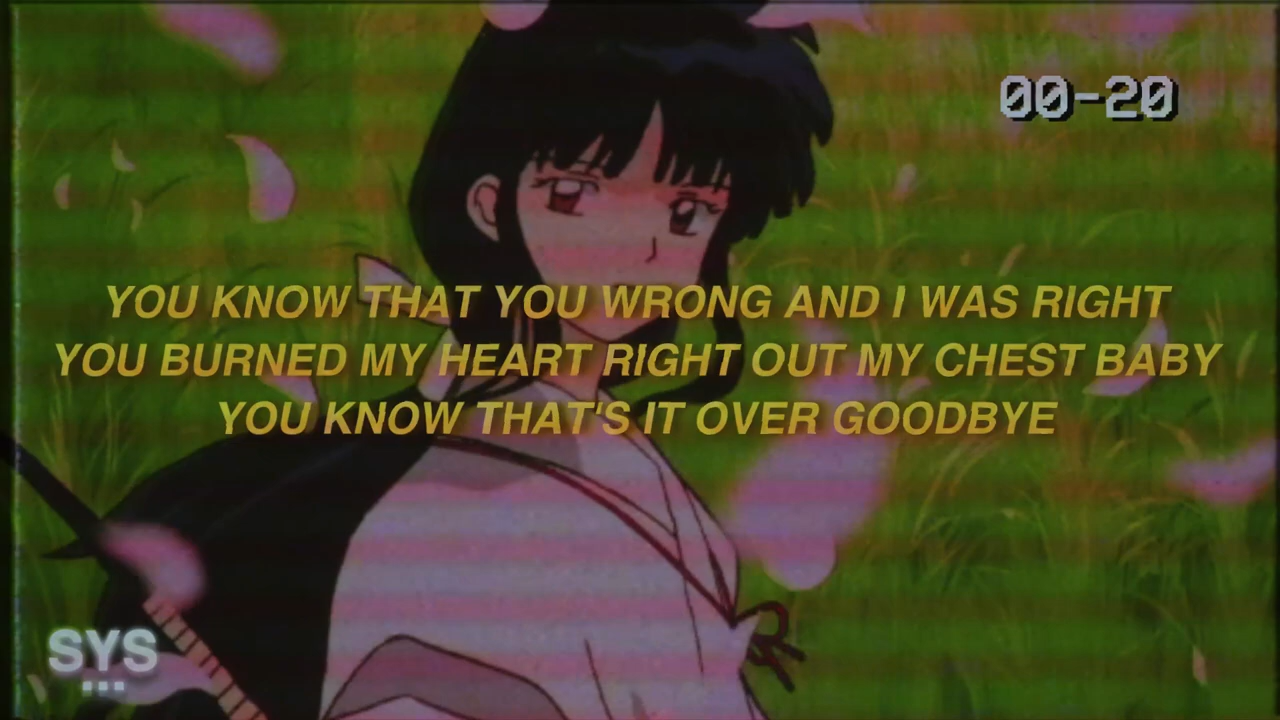 00-20
YOU KNOW THAT YOU WRONG AND I WAS RIGHT
YOU BURNED MY HEART RIGHT OUT MY CHEST BABY
YOU KNOW THAT'S IT OVER GOODBYE
SYS
...